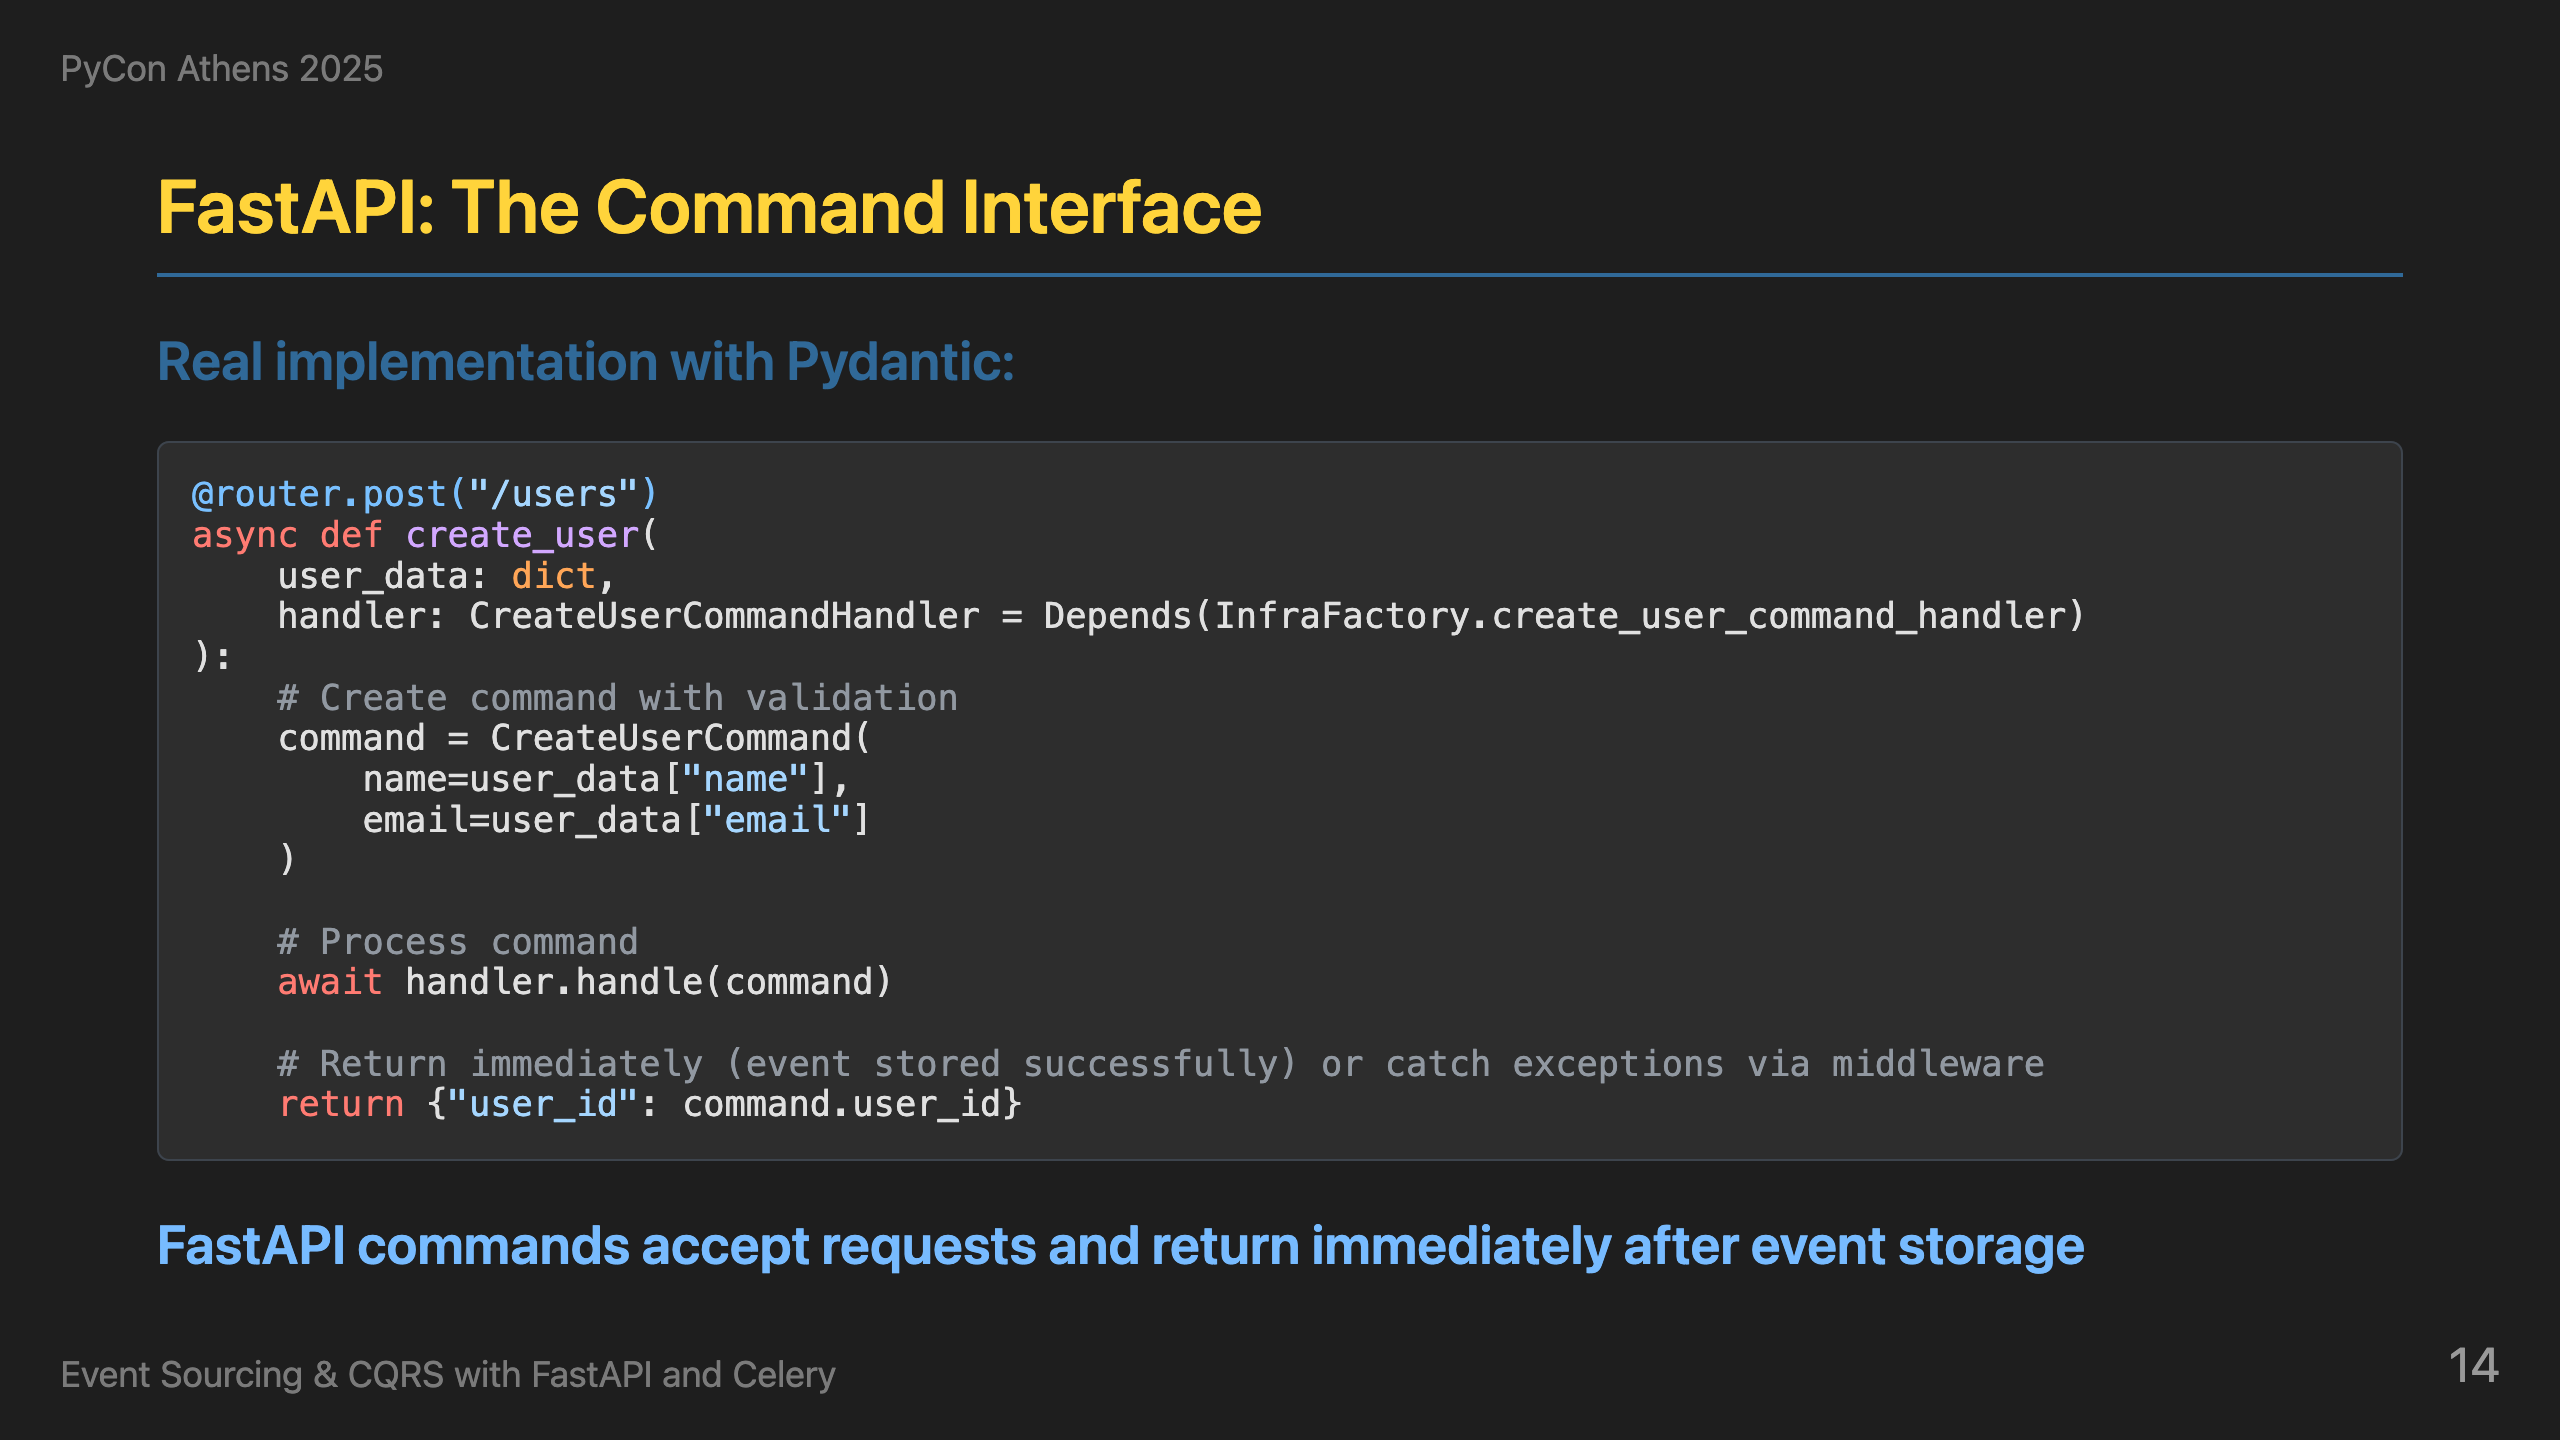 PyCon Athens 2025
FastAPI: The Command Interface
Real implementation with Pydantic:
@router.post("/users")
async def create_user(
    user_data: dict,
    handler: CreateUserCommandHandler = Depends(InfraFactory.create_user_command_handler)
):
    # Create command with validation
    command = CreateUserCommand(
        name=user_data["name"],
        email=user_data["email"]
    )
    # Process command
    await handler.handle(command)
    # Return immediately (event stored successfully) or catch exceptions via middleware
    return {"user_id": command.user_id}
FastAPI commands accept requests and return immediately after event storage
Event Sourcing & CQRS with FastAPI and Celery
14